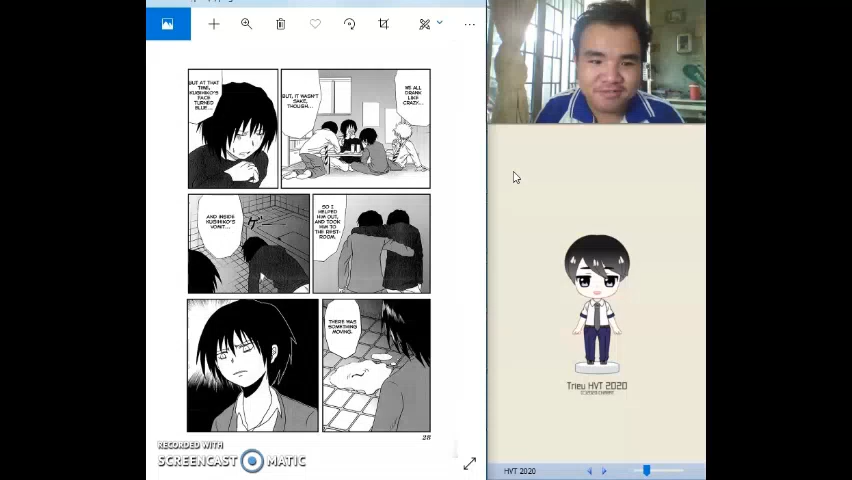 WE ALL
DRANK
LIKE
CRAZY...
BUT, IT WASN'T
SAKE,
THOUGH...
BUT AT THAT
TIME,
KUSIHIKO'S
FACE
TURNED
BLUE...
SO I
HELPED
HIM OUT,
AND TOOK
HIM TO
THE REST-
ROOM.
AND INSIDE
KUSIHIKO'S
VOMIT...
THERE WAS
SOMETHING
MOVING.
28
RECORDED WITH
SCREENCAST MATIC
Trieu HVT 2020
HVT 2020